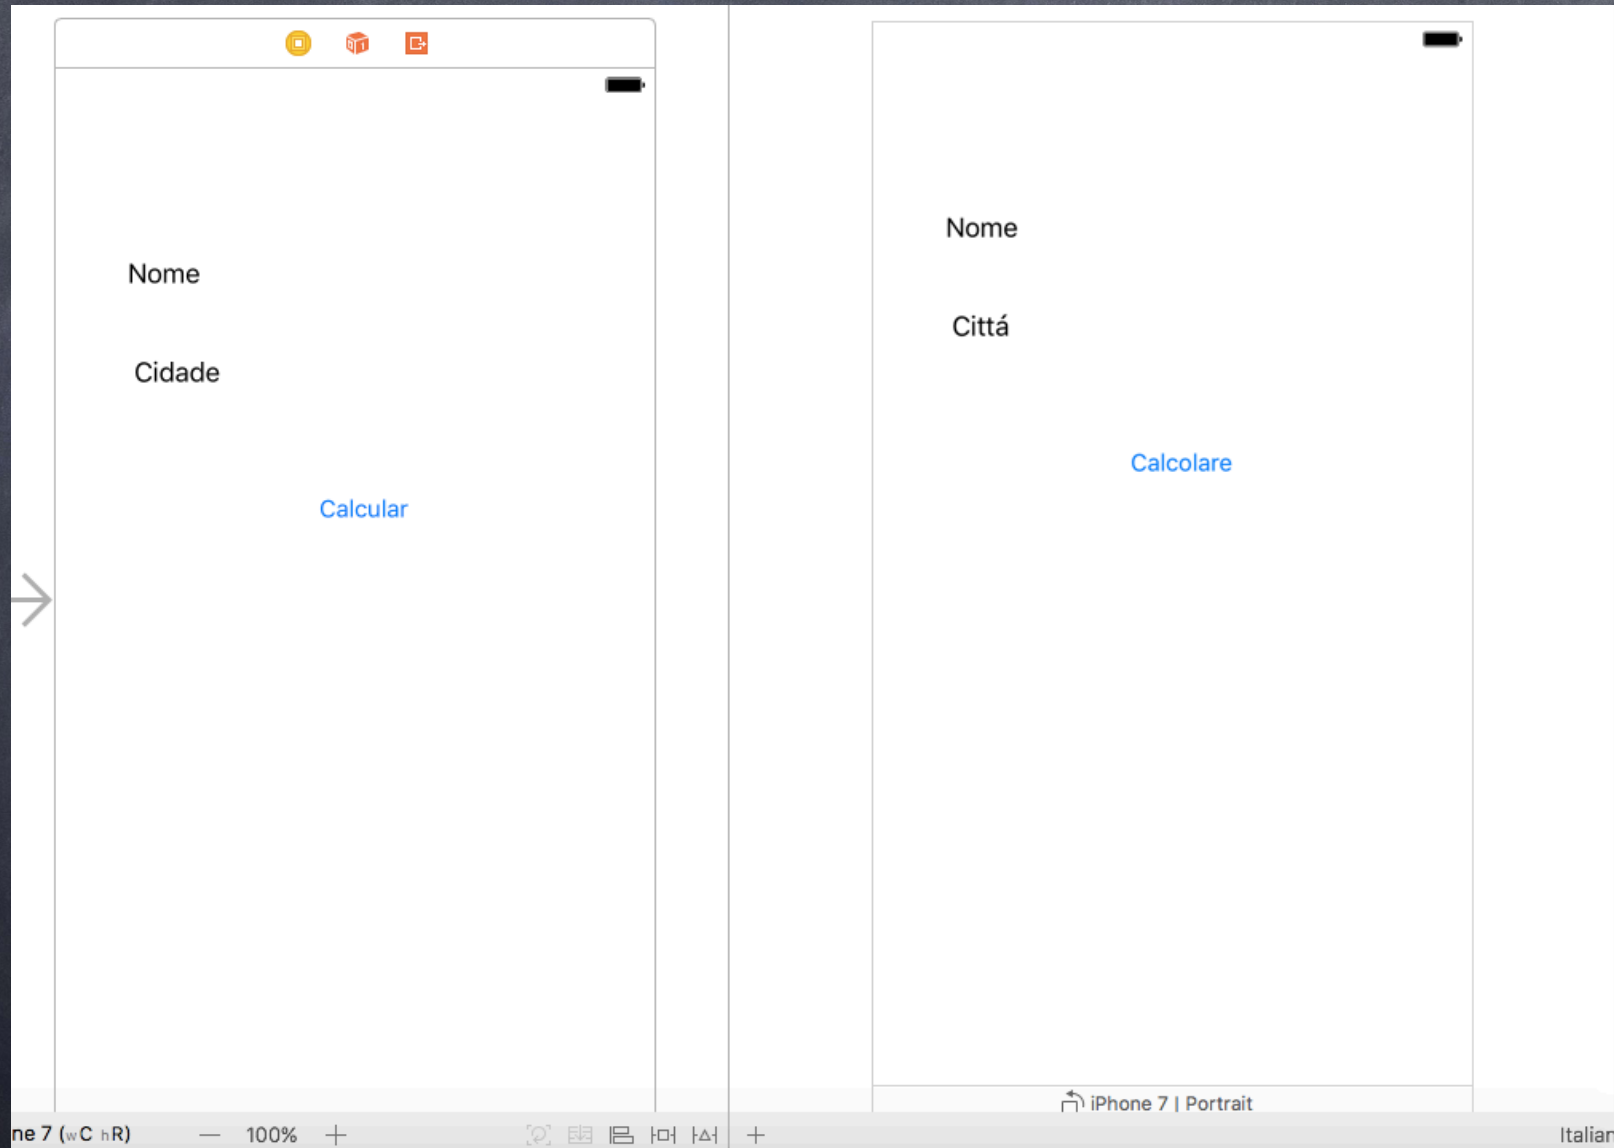 Nome
Cidade
Calcular
ne 7 (wC hR)
100%
Nome
Cittá
Calcolare
iPhone 7 | Portrait
Italian